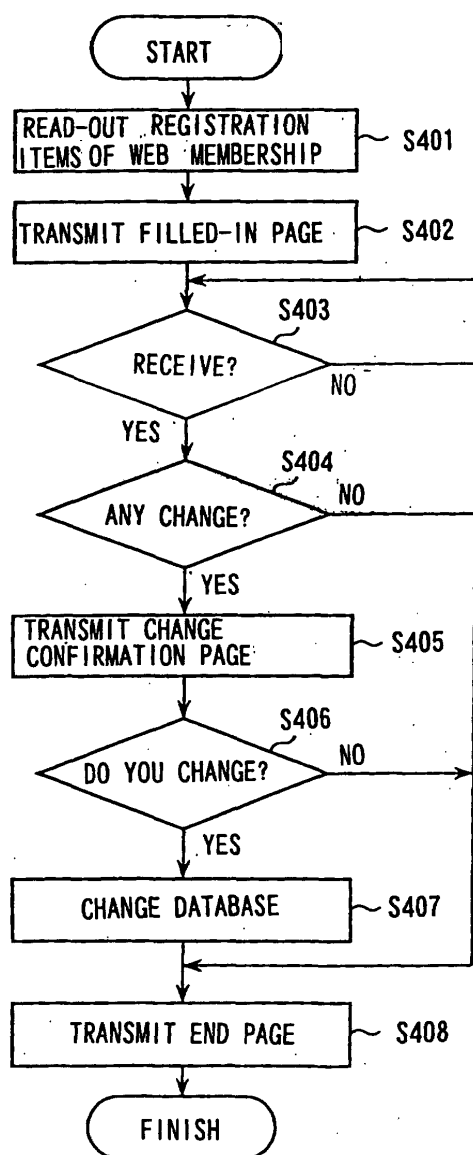 START
READ-OUT REGISTRATION
ITEMS OF WEB MEMBERSHIP
S401
TRANSMIT FILLED-IN PAGE
S402
S403
RECEIVE?
NO
YES
S404
ANY CHANGE?
NO
YES
TRANSMIT CHANGE
CONFIRMATION PAGE
S405
S406
DO YOU CHANGE?
NO
YES
CHANGE DATABASE
S407
TRANSMIT END PAGE
S408
FINISH